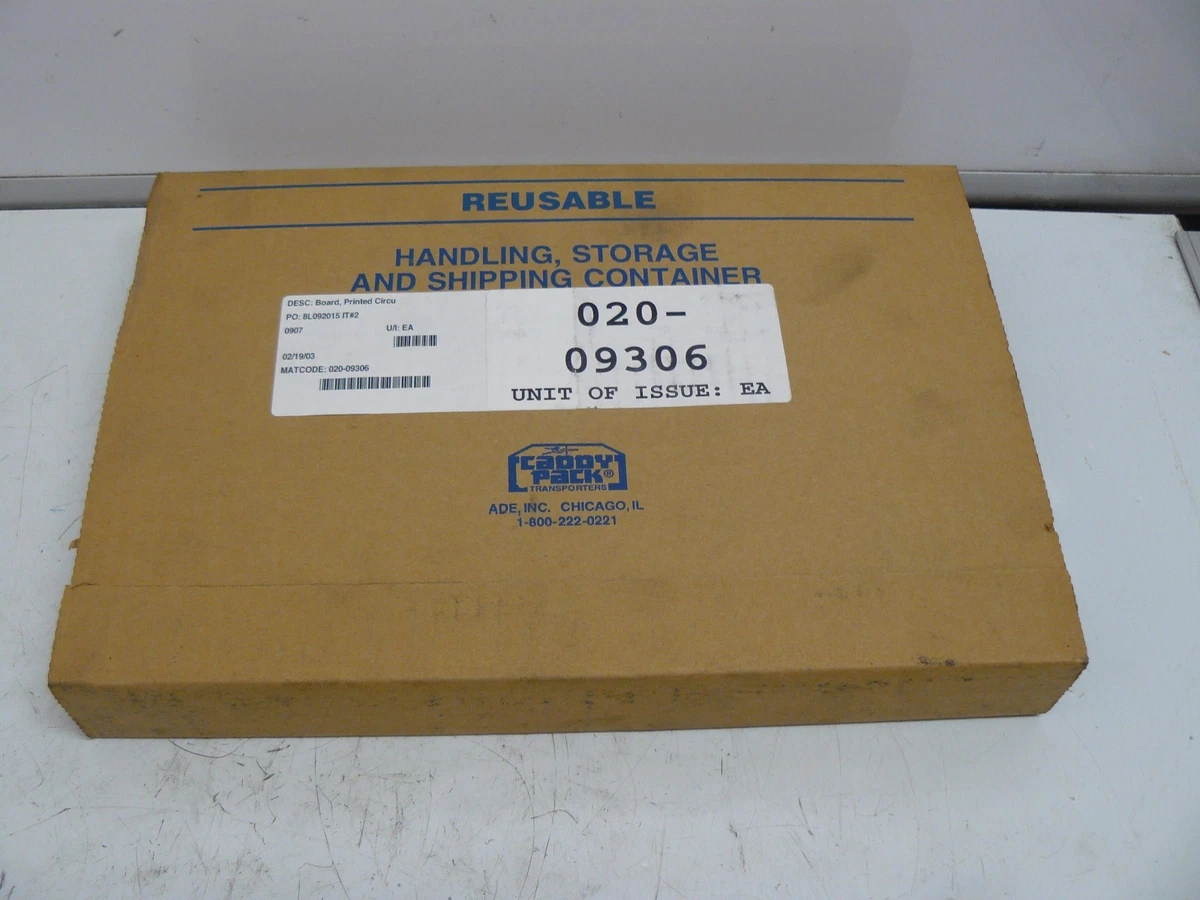 REUSABLE
HANDLING, STORAGE
AND SHIPPING CONTAINER
DESC: Board, Printed Circu
PO: 8L092015 IT#2
0907 U/I: EA
02/19/03
MATCODE: 020-09306
020-
09306
UNIT OF ISSUE: EA
CADDY
PACK®
TRANSPORTERS
ADE, INC. CHICAGO, IL
1-800-222-0221